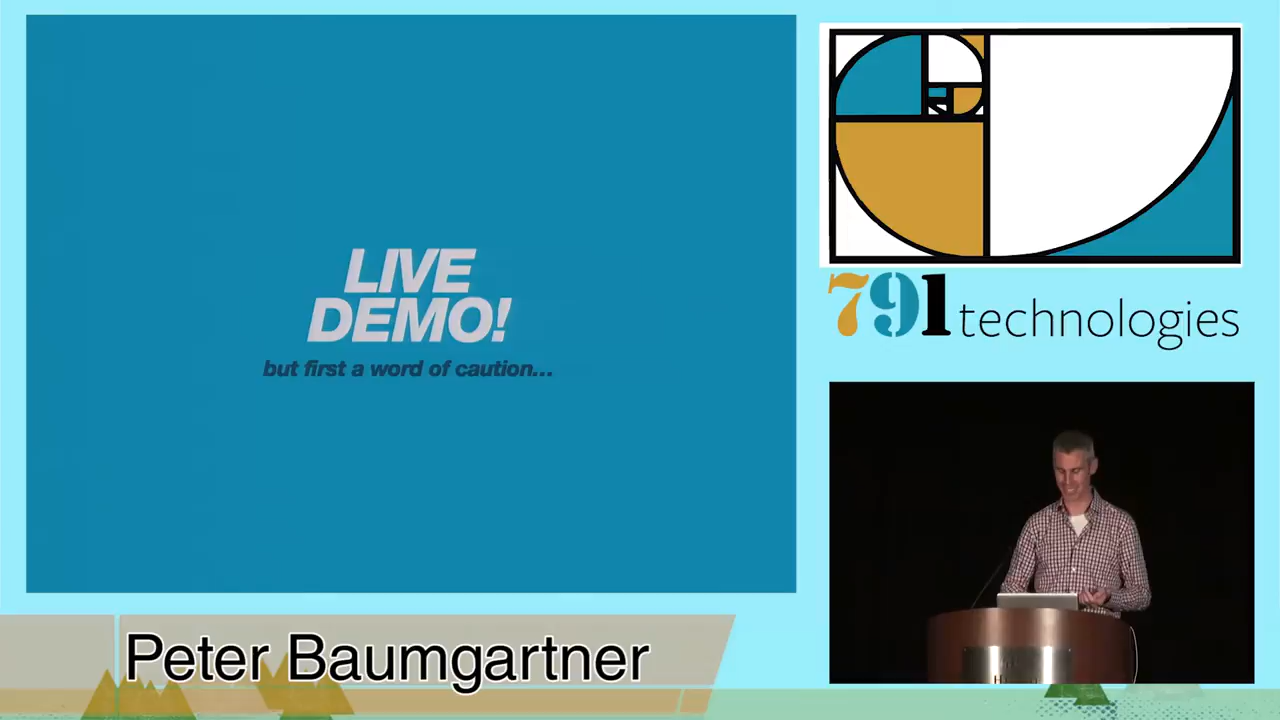 LIVE
DEMO!
but first a word of caution...
791 technologies
Peter Baumgartner